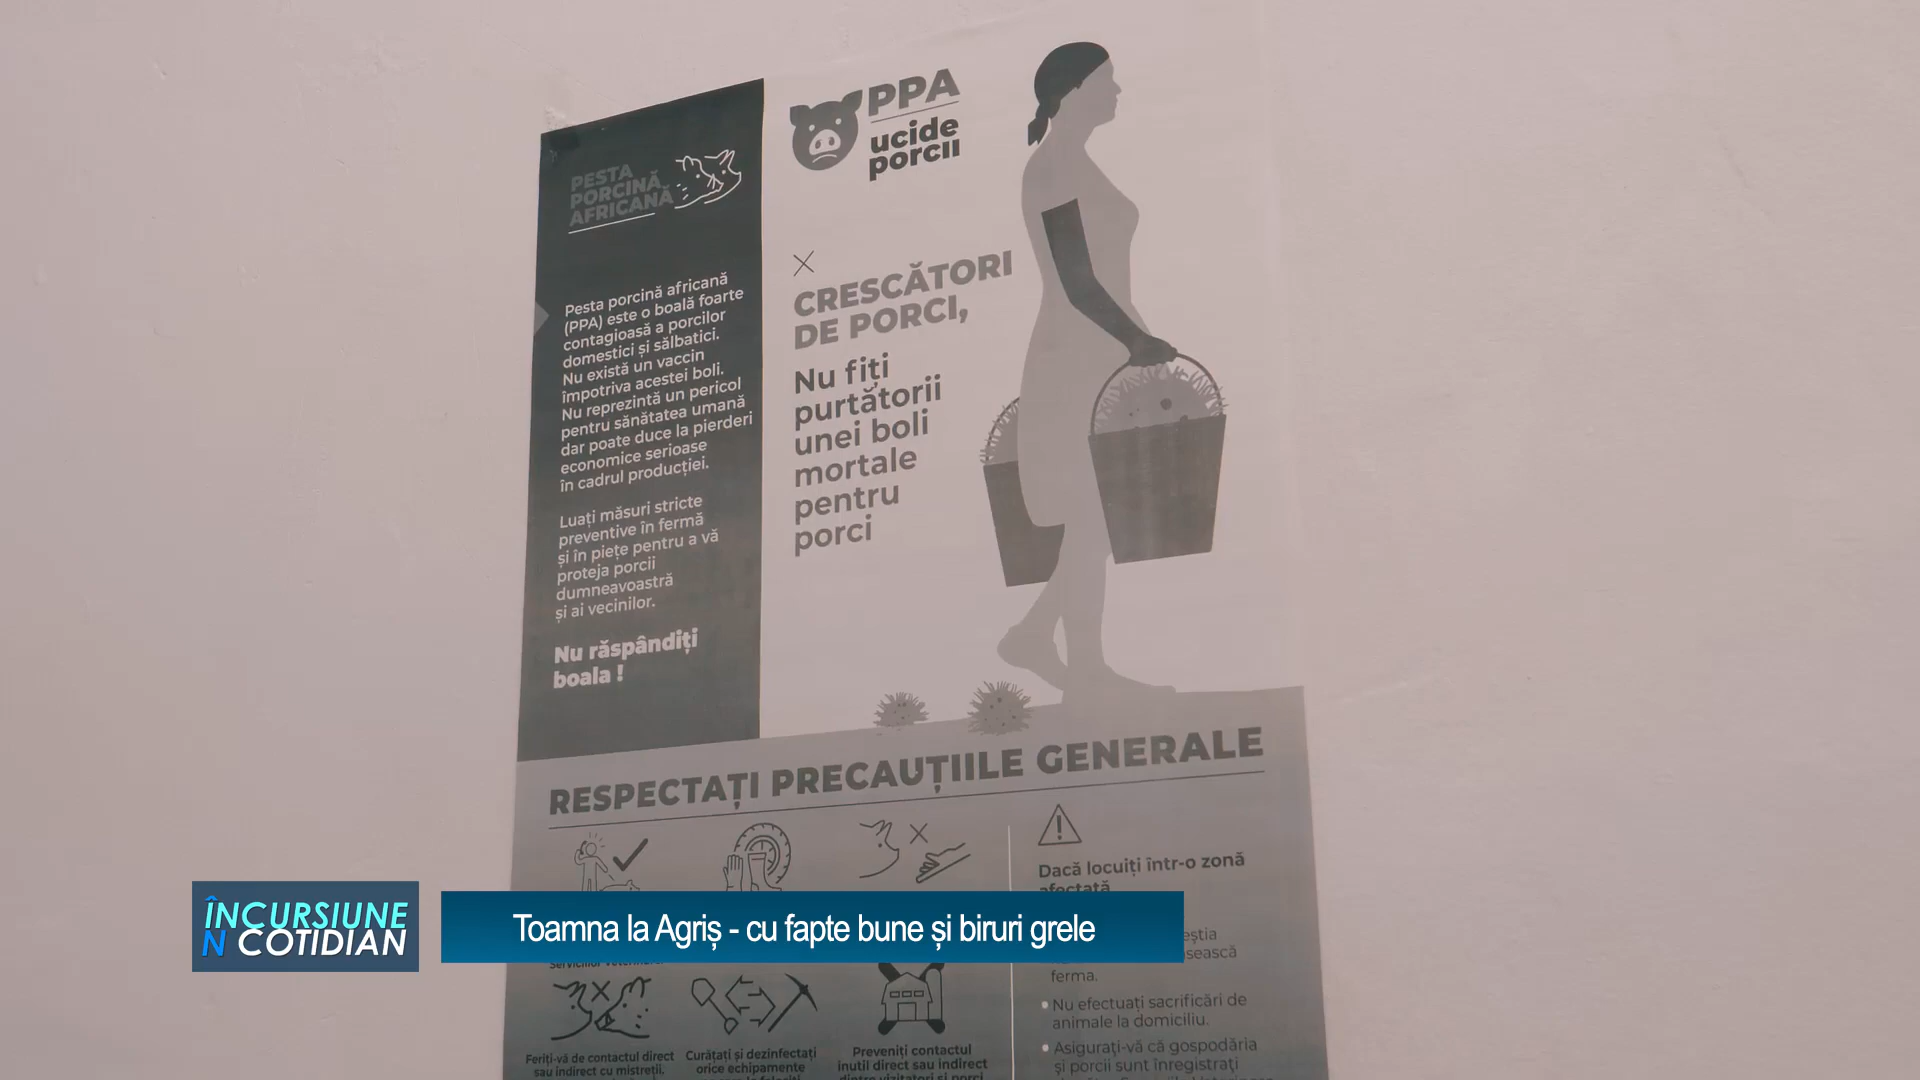 PESTA
PORCINĂ
AFRICANĂ
Pesta porcină africană
(PPA) este o boală foarte
contagioasă a porcilor
domestici și sălbatici.
Nu există un vaccin
împotriva acestei boli.
Nu reprezintă un pericol
pentru sănătatea umană
dar poate duce la pierderi
economice serioase
în cadrul producției.
Luați măsuri stricte
preventive în fermă
și în piețe pentru a vă
proteja porcii
dumneavoastră
și ai vecinilor.
Nu răspândiți
boala !
PPA
ucide
porcii
CRESCĂTORI
DE PORCI,
Nu fiți
purtătorii
unei boli
mortale
pentru
porci
RESPECTAȚI PRECAUȚIILE GENERALE
Dacă locuiți într-o zonă
afectată
ferma.
Nu efectuați sacrificări de
animale la domiciliu.
Asigurați-vă că gospodăria
și porcii sunt înregistrați
Feriți-vă de contactul direct
sau indirect cu mistreții.
Curățați și dezinfectați
orice echipamente
Preveniți contactul
inutil direct sau indirect
dintre vizitatori și porci
ÎNCURSIUNE
N COTIDIAN
Toamna la Agriș - cu fapte bune și biruri grele